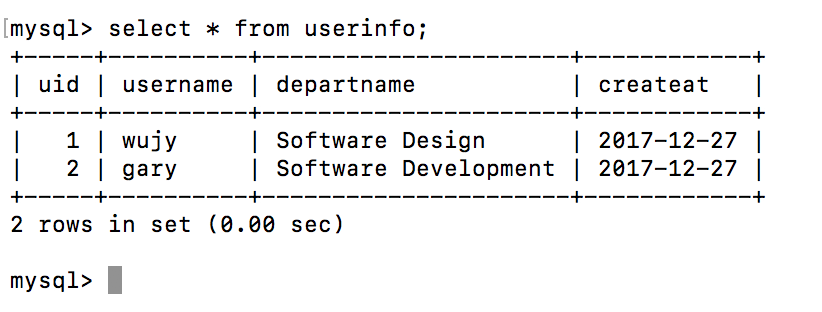 mysql> select * from userinfo;
+-----+----------+----------------------+------------+
| uid | username | departname           | createat   |
+-----+----------+----------------------+------------+
|   1 | wujy     | Software Design      | 2017-12-27 |
|   2 | gary     | Software Development | 2017-12-27 |
+-----+----------+----------------------+------------+
2 rows in set (0.00 sec)
mysql>